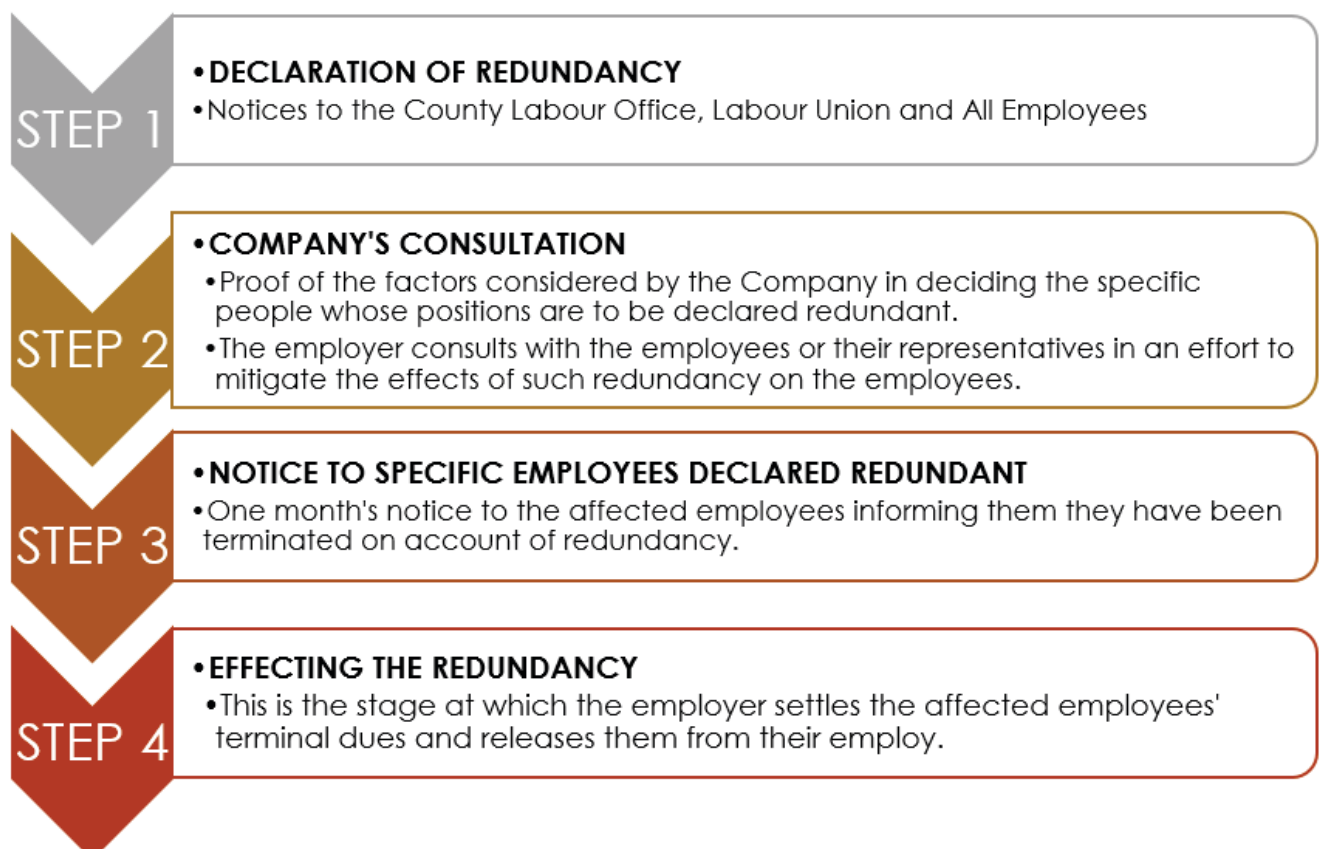 STEP 1
•DECLARATION OF REDUNDANCY
•Notices to the County Labour Office, Labour Union and All Employees
STEP 2
•COMPANY'S CONSULTATION
•Proof of the factors considered by the Company in deciding the specific
people whose positions are to be declared redundant.
•The employer consults with the employees or their representatives in an effort to
mitigate the effects of such redundancy on the employees.
STEP 3
•NOTICE TO SPECIFIC EMPLOYEES DECLARED REDUNDANT
•One month's notice to the affected employees informing them they have been
terminated on account of redundancy.
STEP 4
•EFFECTING THE REDUNDANCY
•This is the stage at which the employer settles the affected employees'
terminal dues and releases them from their employ.